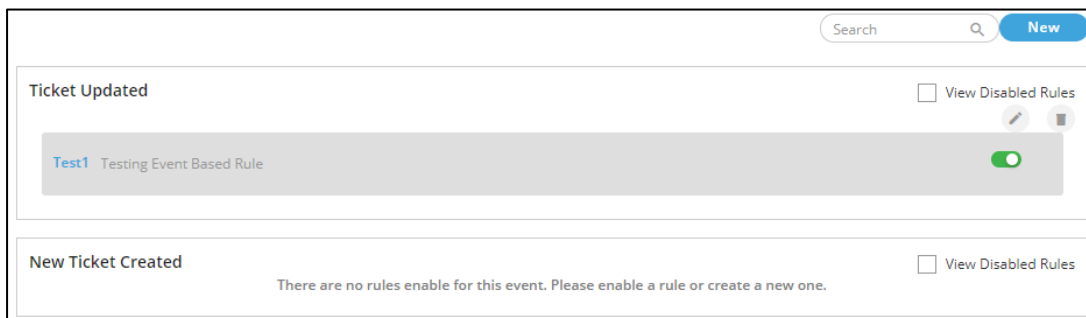 Search
New
Ticket Updated
View Disabled Rules
Test1 Testing Event Based Rule
New Ticket Created
View Disabled Rules
There are no rules enable for this event. Please enable a rule or create a new one.